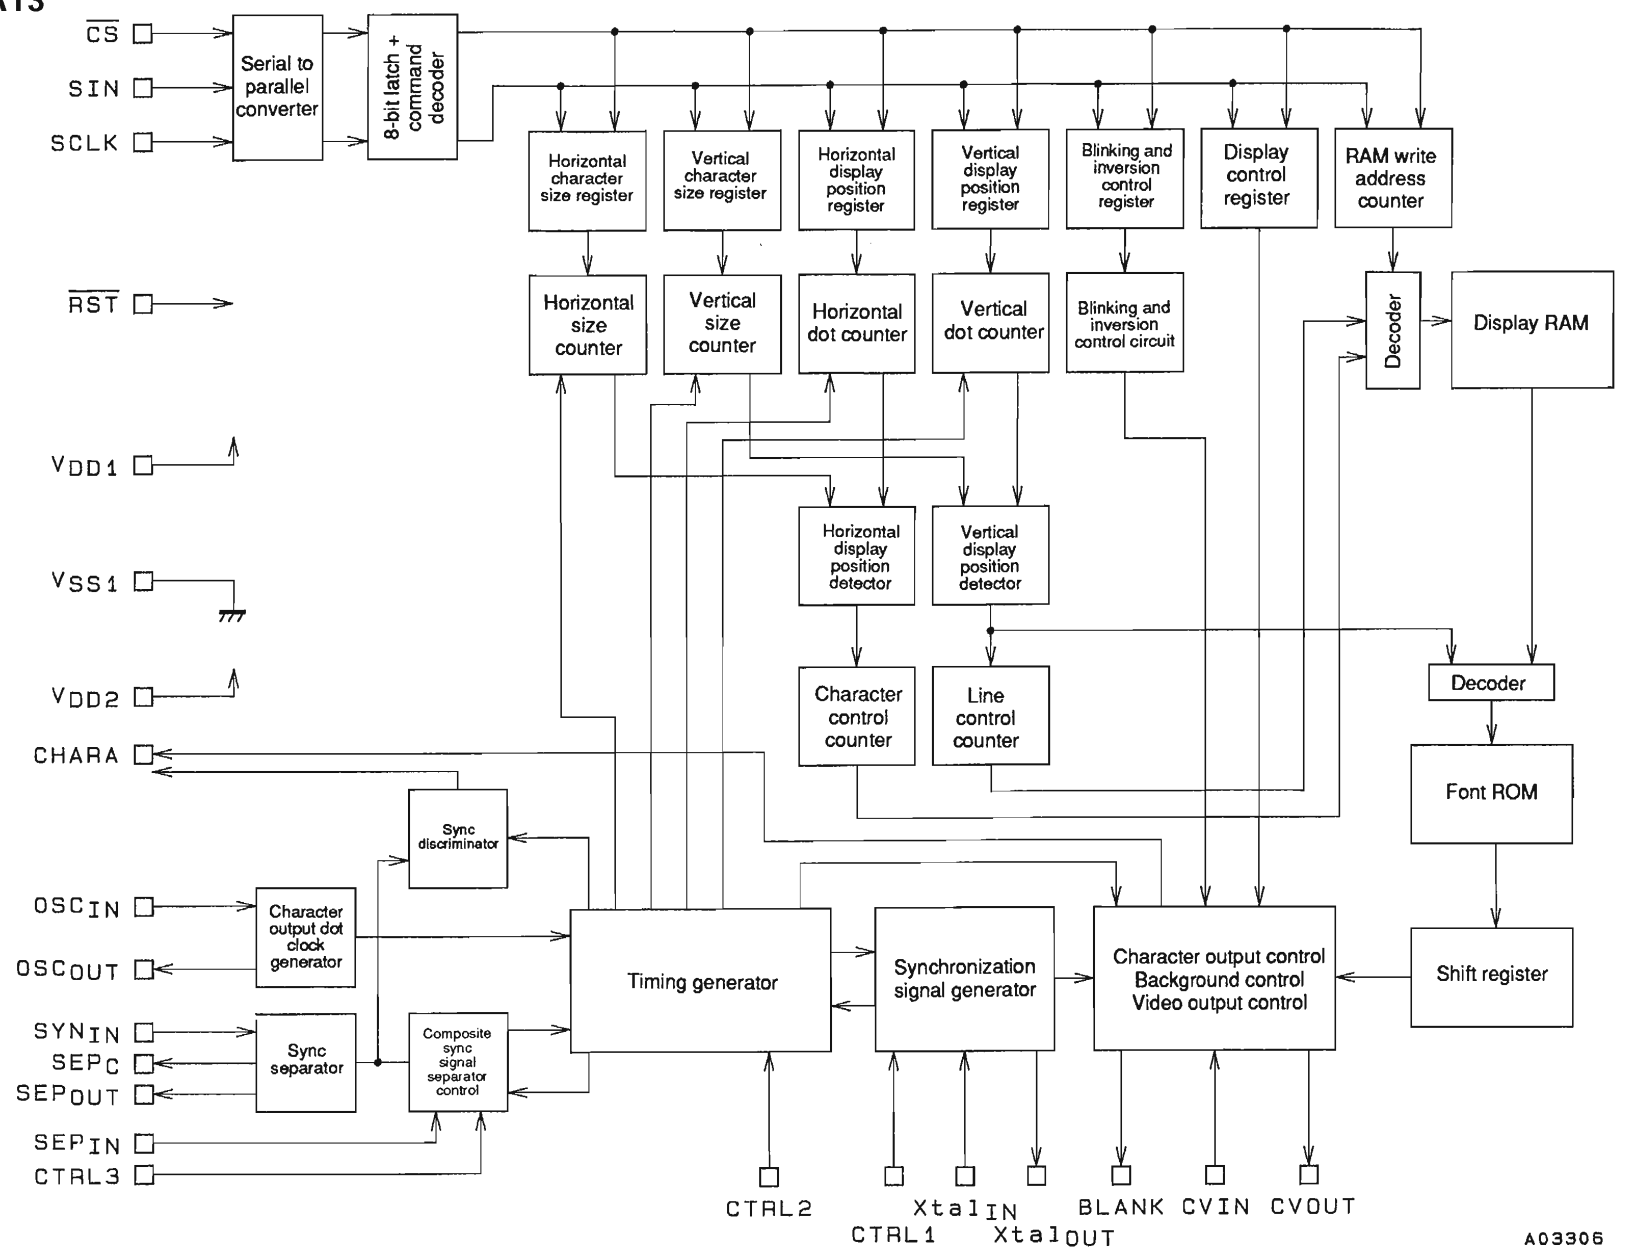 CS
SIN
SCLK
Serial to
parallel
converter
8-bit latch +
command
decoder
Horizontal
character
size register
Vertical
character
size register
Horizontal
display
position
register
Vertical
display
position
register
Blinking and
inversion
control
register
Display
control
register
RAM write
address
counter
RST
Horizontal
size
counter
Vertical
size
counter
Horizontal
dot counter
Vertical
dot counter
Blinking and
inversion
control circuit
Decoder
Display RAM
VDD1
VSS1
VDD2
Horizontal
display
position
detector
Vertical
display
position
detector
Character
control
counter
Line
control
counter
Decoder
Font ROM
CHARA
Sync
discriminator
OSCIN
OSCOUT
Character
output dot
clock
generator
SYNIN
SEPC
SEPOUT
Sync
separator
Composite
sync
signal
separator
control
SEPIN
CTRL3
Timing generator
Synchronization
signal generator
Character output control
Background control
Video output control
Shift register
CTRL2
CTRL1
XtalIN
XtalOUT
BLANK
CVIN
CVOUT
A03306